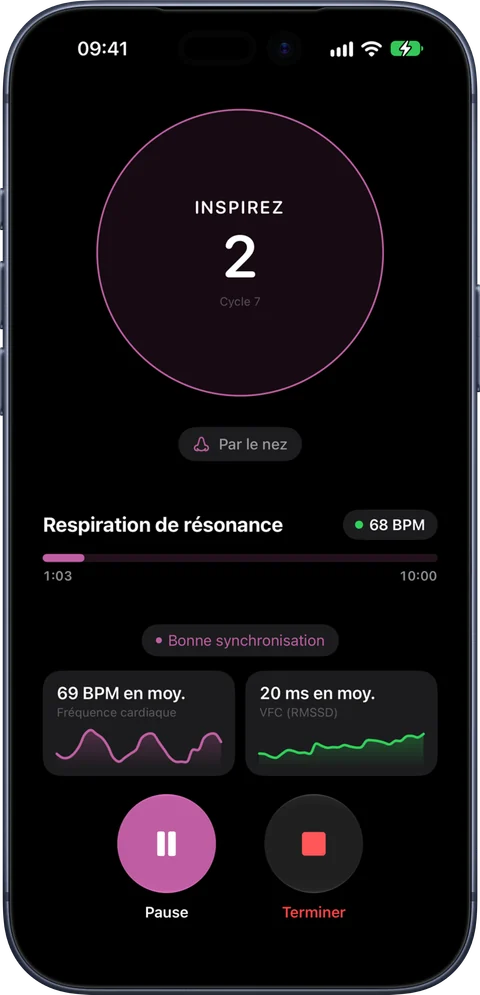 09:41
INSPIREZ
2
Cycle 7
Par le nez
Respiration de résonance
68 BPM
1:03
10:00
Bonne synchronisation
69 BPM en moy.
Fréquence cardiaque
20 ms en moy.
VFC (RMSSD)
Pause
Terminer